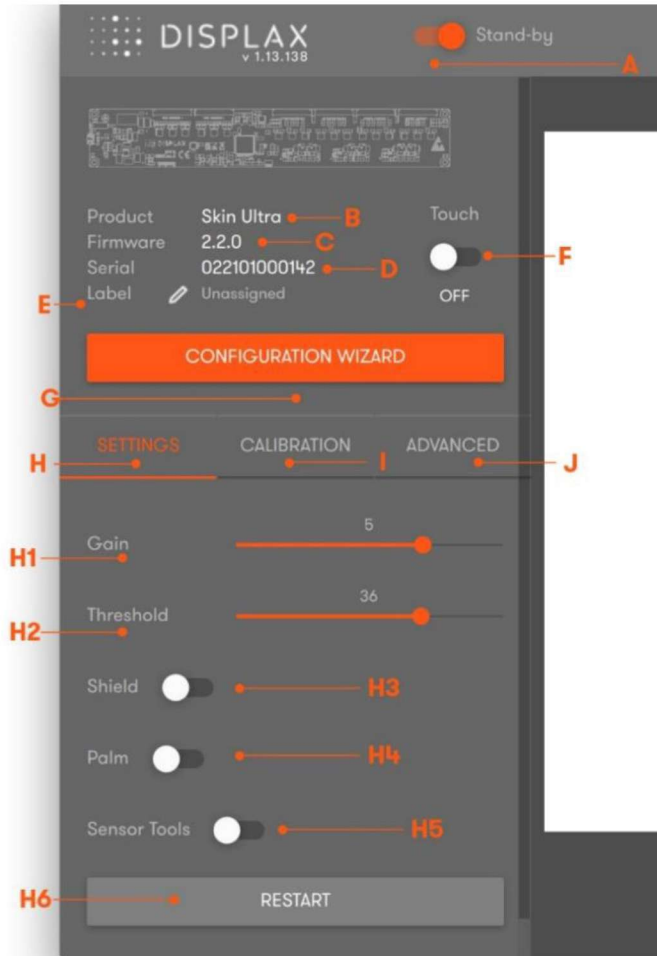 DISPLAX
v 1.13.138
Stand-by
A
Product Skin Ultra B Touch
Firmware 2.2.0 C
Serial 022101000142 D F
E Label Unassigned OFF
CONFIGURATION WIZARD
G
SETTINGS CALIBRATION ADVANCED
H I J
5
Gain
H1
36
Threshold
H2
Shield H3
Palm H4
Sensor Tools H5
H6 RESTART